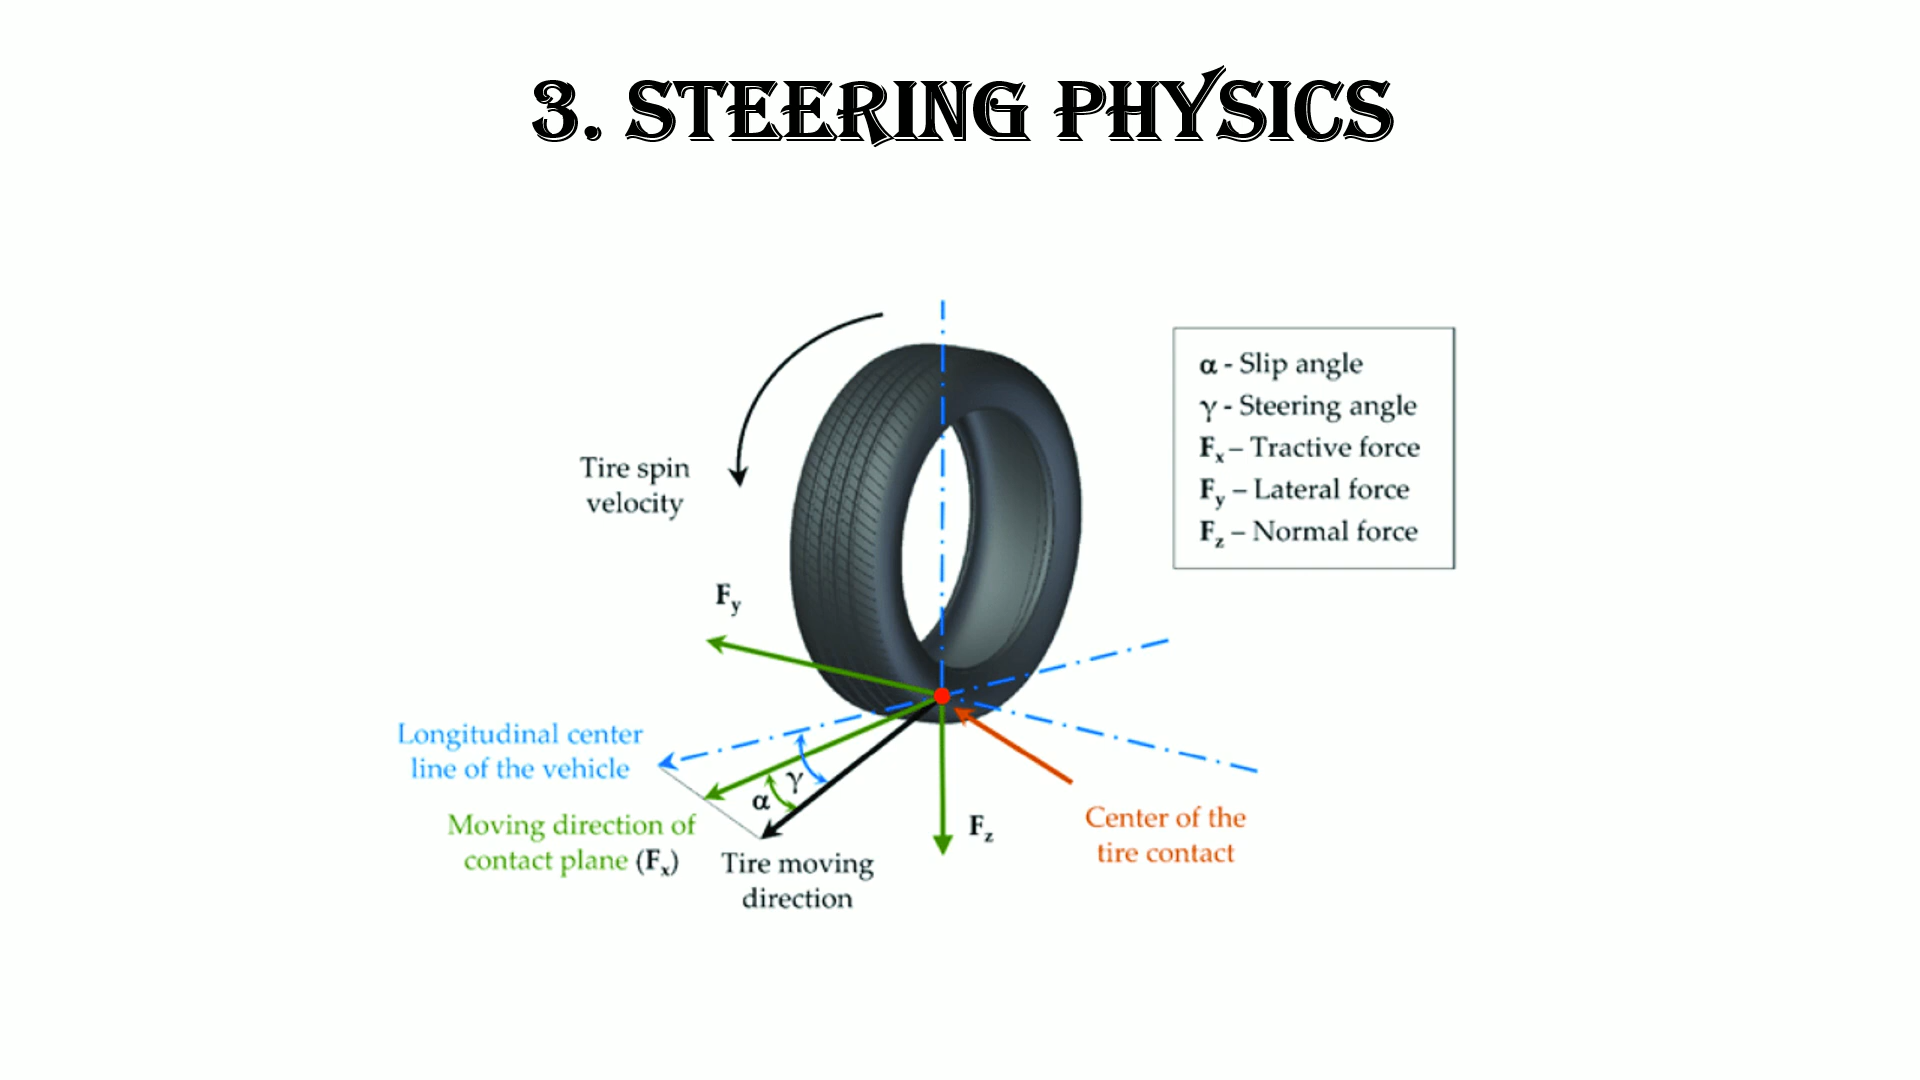 3. STEERING PHYSICS
α - Slip angle
γ - Steering angle
Fx – Tractive force
Fy – Lateral force
Fz – Normal force
Tire spin
velocity
Fy
Longitudinal center
line of the vehicle
γ
α
Moving direction of
contact plane (Fx)
Tire moving
direction
Fz
Center of the
tire contact